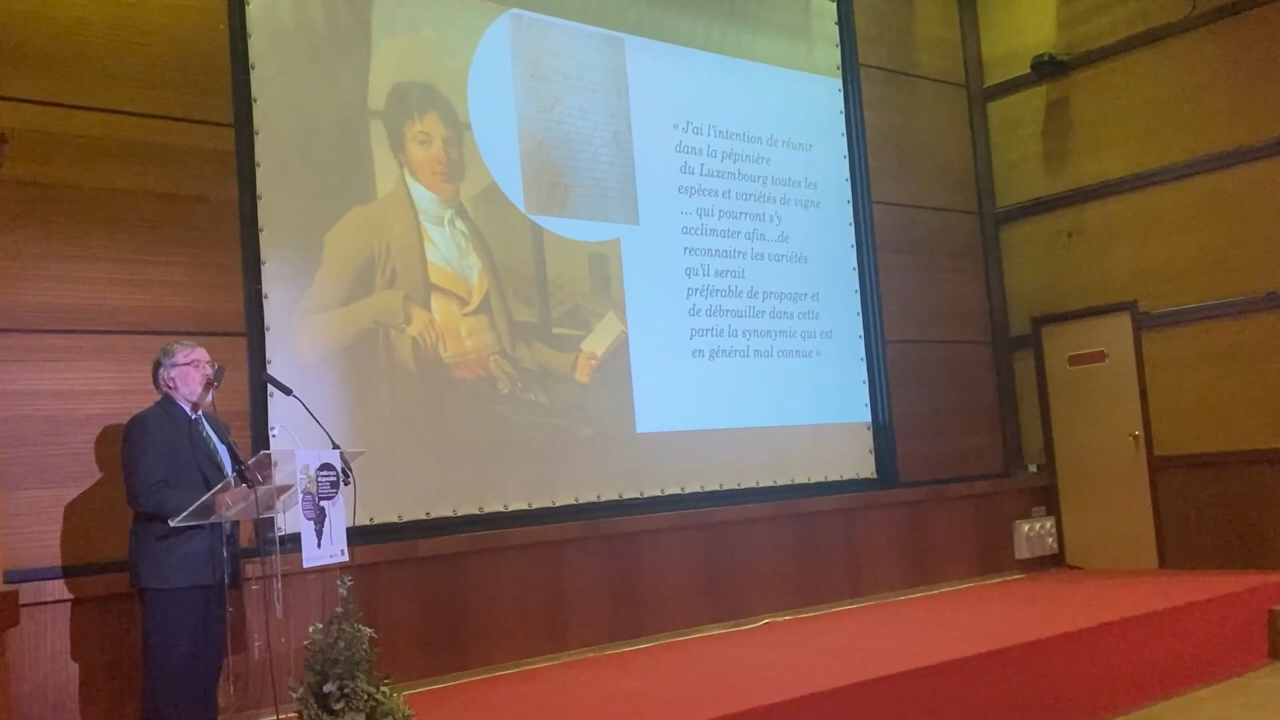 « J'ai l'intention de réunir
dans la pépinière
du Luxembourg toutes les
espèces et variétés de vigne
... qui pourront s'y
acclimater afin...de
reconnaitre les variétés
qu'il serait
préférable de propager et
de débrouiller dans cette
partie la synonymie qui est
en général mal connue «